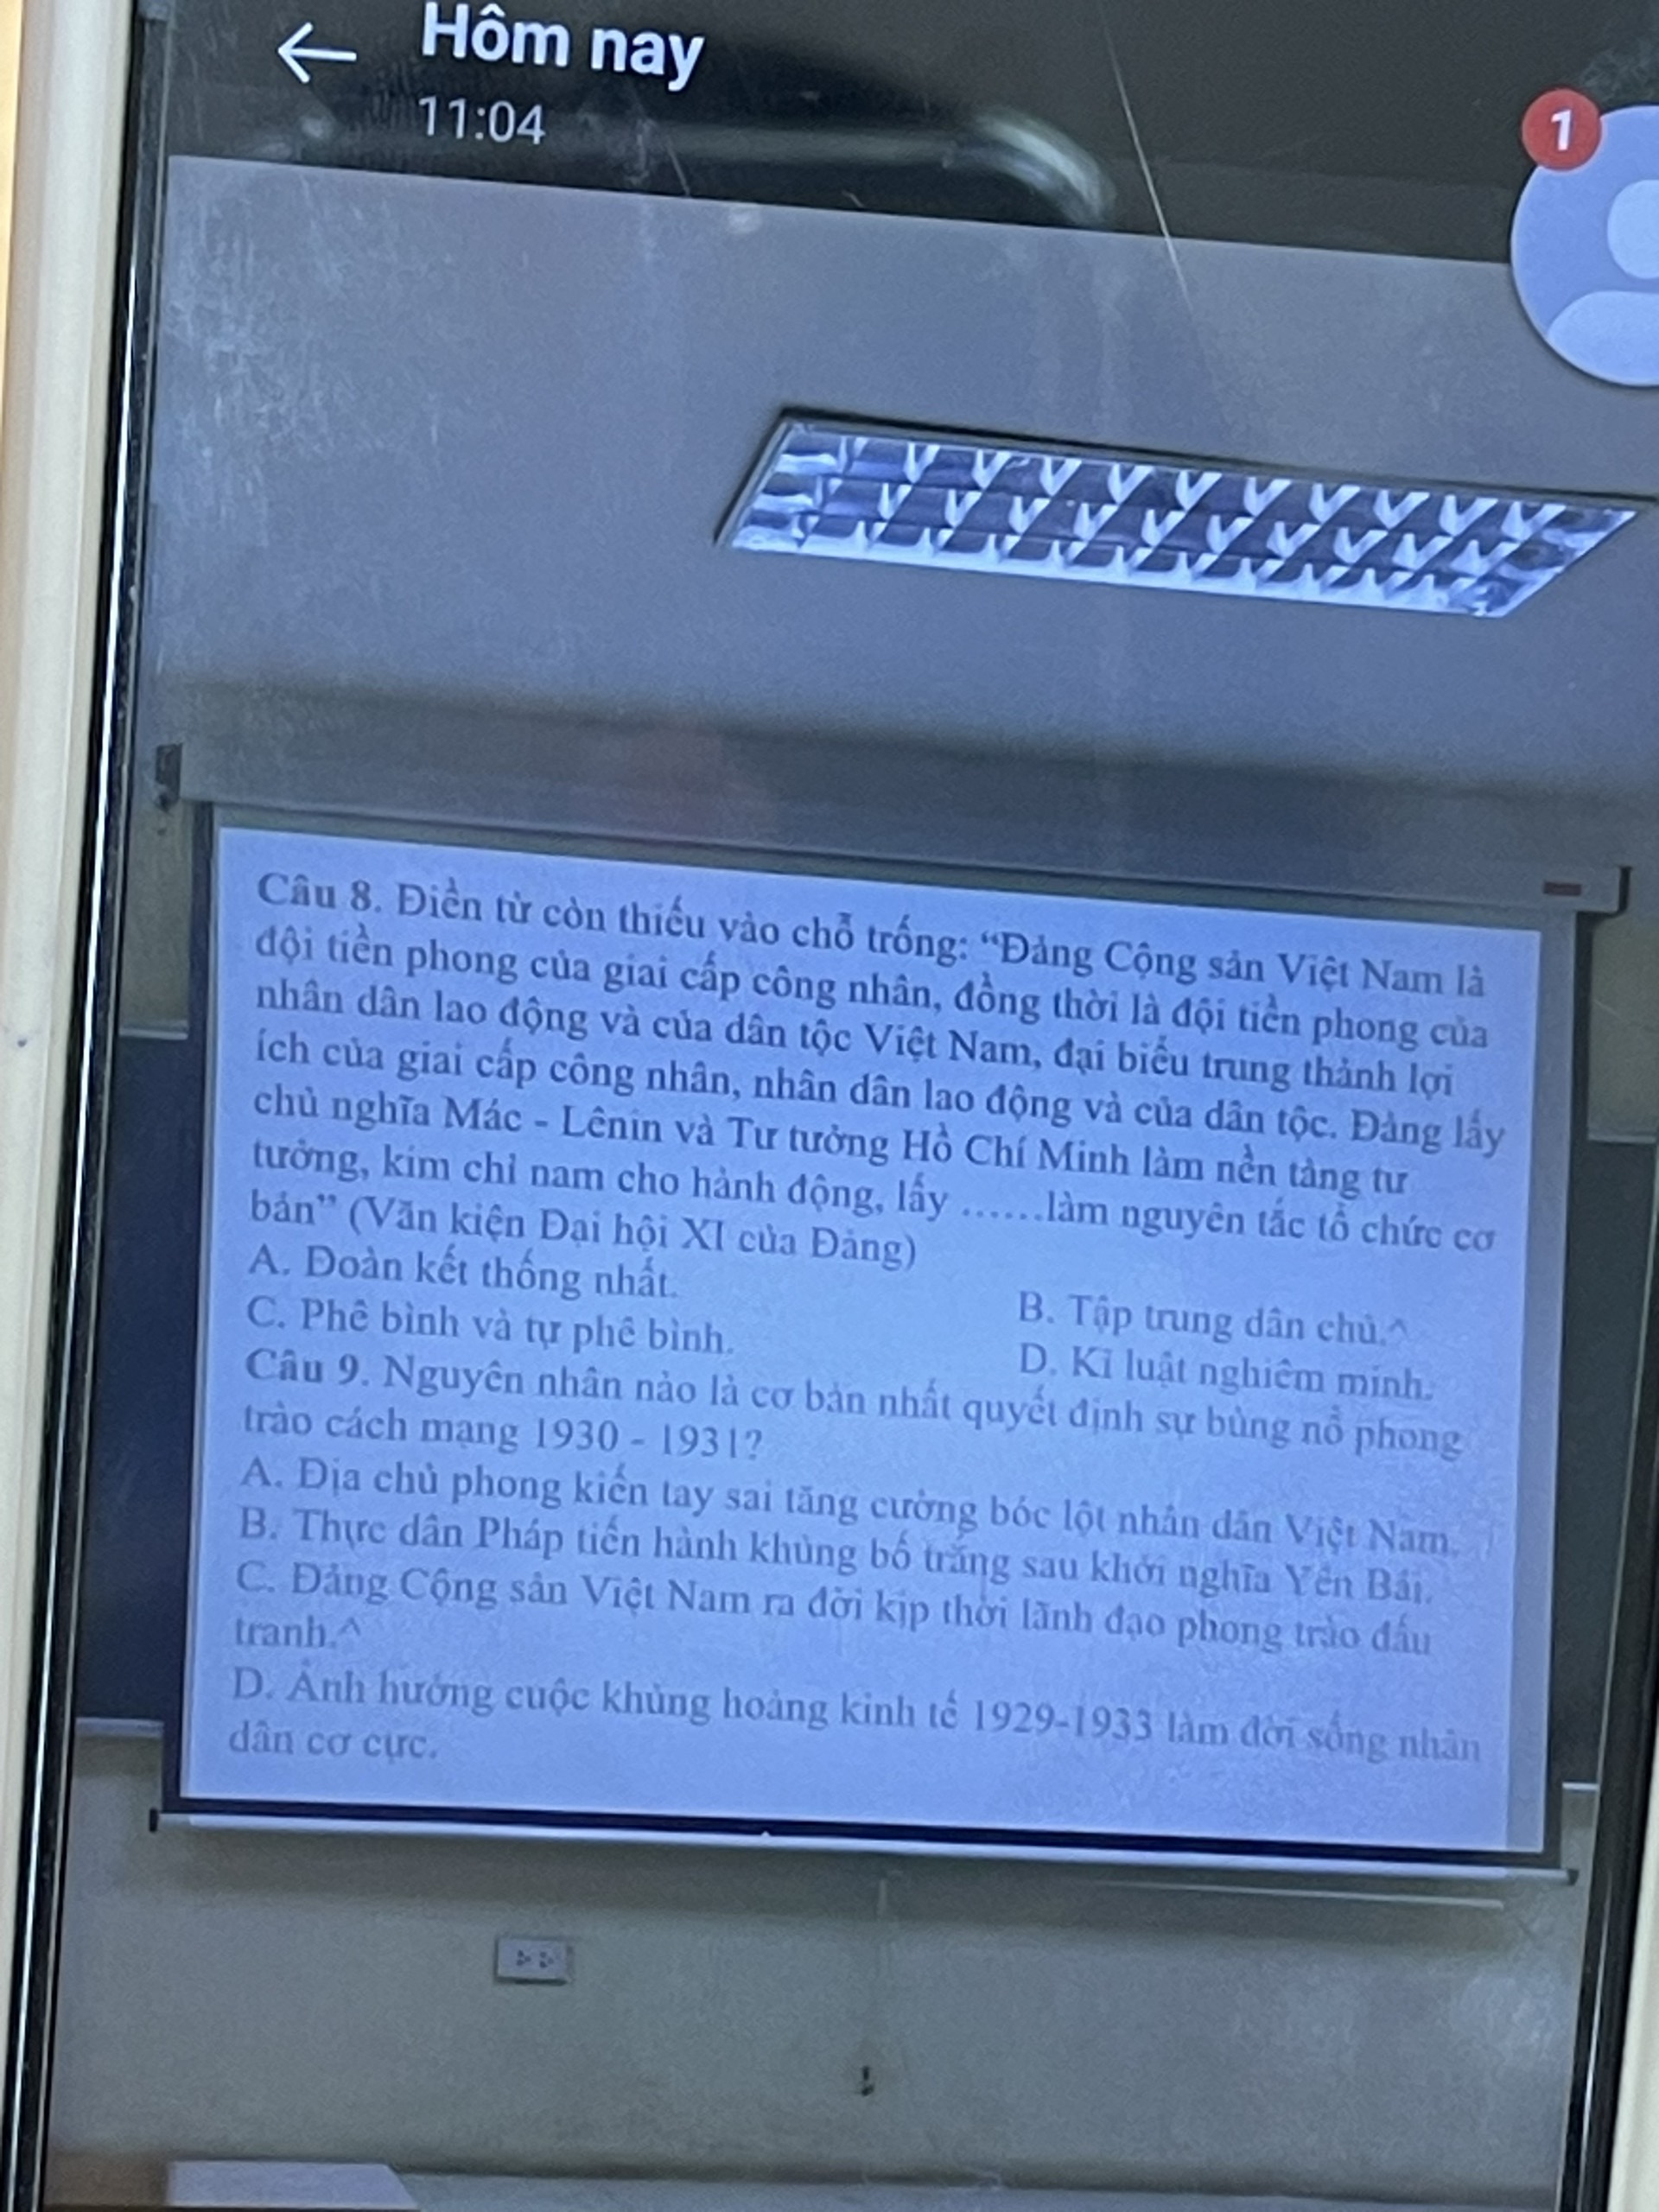 Hôm nay
11:04
1
Câu 8. Điền từ còn thiếu vào chỗ trống: “Đảng Cộng sản Việt Nam là
đội tiền phong của giai cấp công nhân, đồng thời là đội tiền phong của
nhân dân lao động và của dân tộc Việt Nam, đại biểu trung thành lợi
ích của giai cấp công nhân, nhân dân lao động và của dân tộc. Đảng lấy
chủ nghĩa Mác - Lênin và Tư tưởng Hồ Chí Minh làm nền tảng tư
tưởng, kim chỉ nam cho hành động, lấy ......làm nguyên tắc tổ chức cơ
bản” (Văn kiện Đại hội XI của Đảng)
A. Đoàn kết thống nhất.
B. Tập trung dân chủ.^
C. Phê bình và tự phê bình.
D. Kỉ luật nghiêm minh.
Câu 9. Nguyên nhân nào là cơ bản nhất quyết định sự bùng nổ phong
trào cách mạng 1930 - 1931?
A. Địa chủ phong kiến tay sai tăng cường bóc lột nhân dân Việt Nam.
B. Thực dân Pháp tiến hành khủng bố trắng sau khởi nghĩa Yên Bái.
C. Đảng Cộng sản Việt Nam ra đời kịp thời lãnh đạo phong trào đấu
tranh.^
D. Ảnh hưởng cuộc khủng hoảng kinh tế 1929-1933 làm đời sống nhân
dân cơ cực.